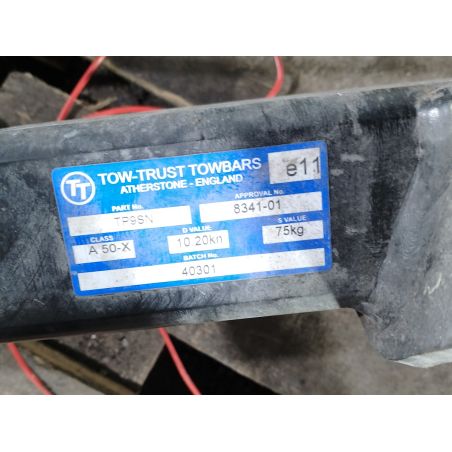 TT
TOW-TRUST TOWBARS
ATHERSTONE - ENGLAND
e11
PART No.
APPROVAL No.
TF9SN
8341-01
CLASS
D VALUE
S VALUE
A 50-X
10.20kn
75kg
BATCH No.
40301